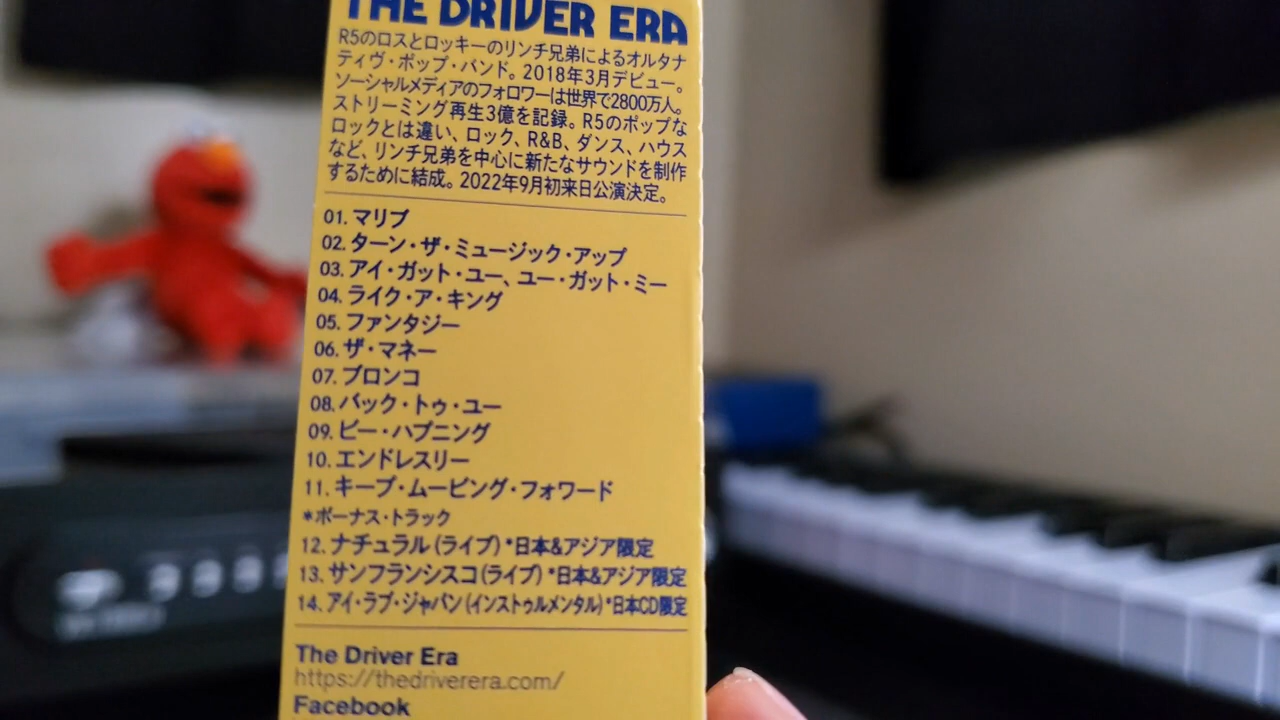 THE DRIVER ERA
R5のロスとロッキーのリンチ兄弟によるオルタナ
ティヴ・ポップ・バンド。2018年3月デビュー。
ソーシャルメディアのフォロワーは世界で2800万人。
ストリーミング再生3億を記録。R5のポップな
ロックとは違い、ロック、R&B、ダンス、ハウス
など、リンチ兄弟を中心に新たなサウンドを制作
するために結成。2022年9月初来日公演決定。
01. マリブ
02. ターン・ザ・ミュージック・アップ
03. アイ・ガット・ユー、ユー・ガット・ミー
04. ライク・ア・キング
05. ファンタジー
06. ザ・マネー
07. ブロンコ
08. バック・トゥ・ユー
09. ビー・ハプニング
10. エンドレスリー
11. キープ・ムービング・フォワード
*ボーナス・トラック
12. ナチュラル(ライブ) *日本&アジア限定
13. サンフランシスコ(ライブ) *日本&アジア限定
14. アイ・ラブ・ジャパン(インストゥルメンタル) *日本CD限定
The Driver Era
https://thedriverera.com/
Facebook